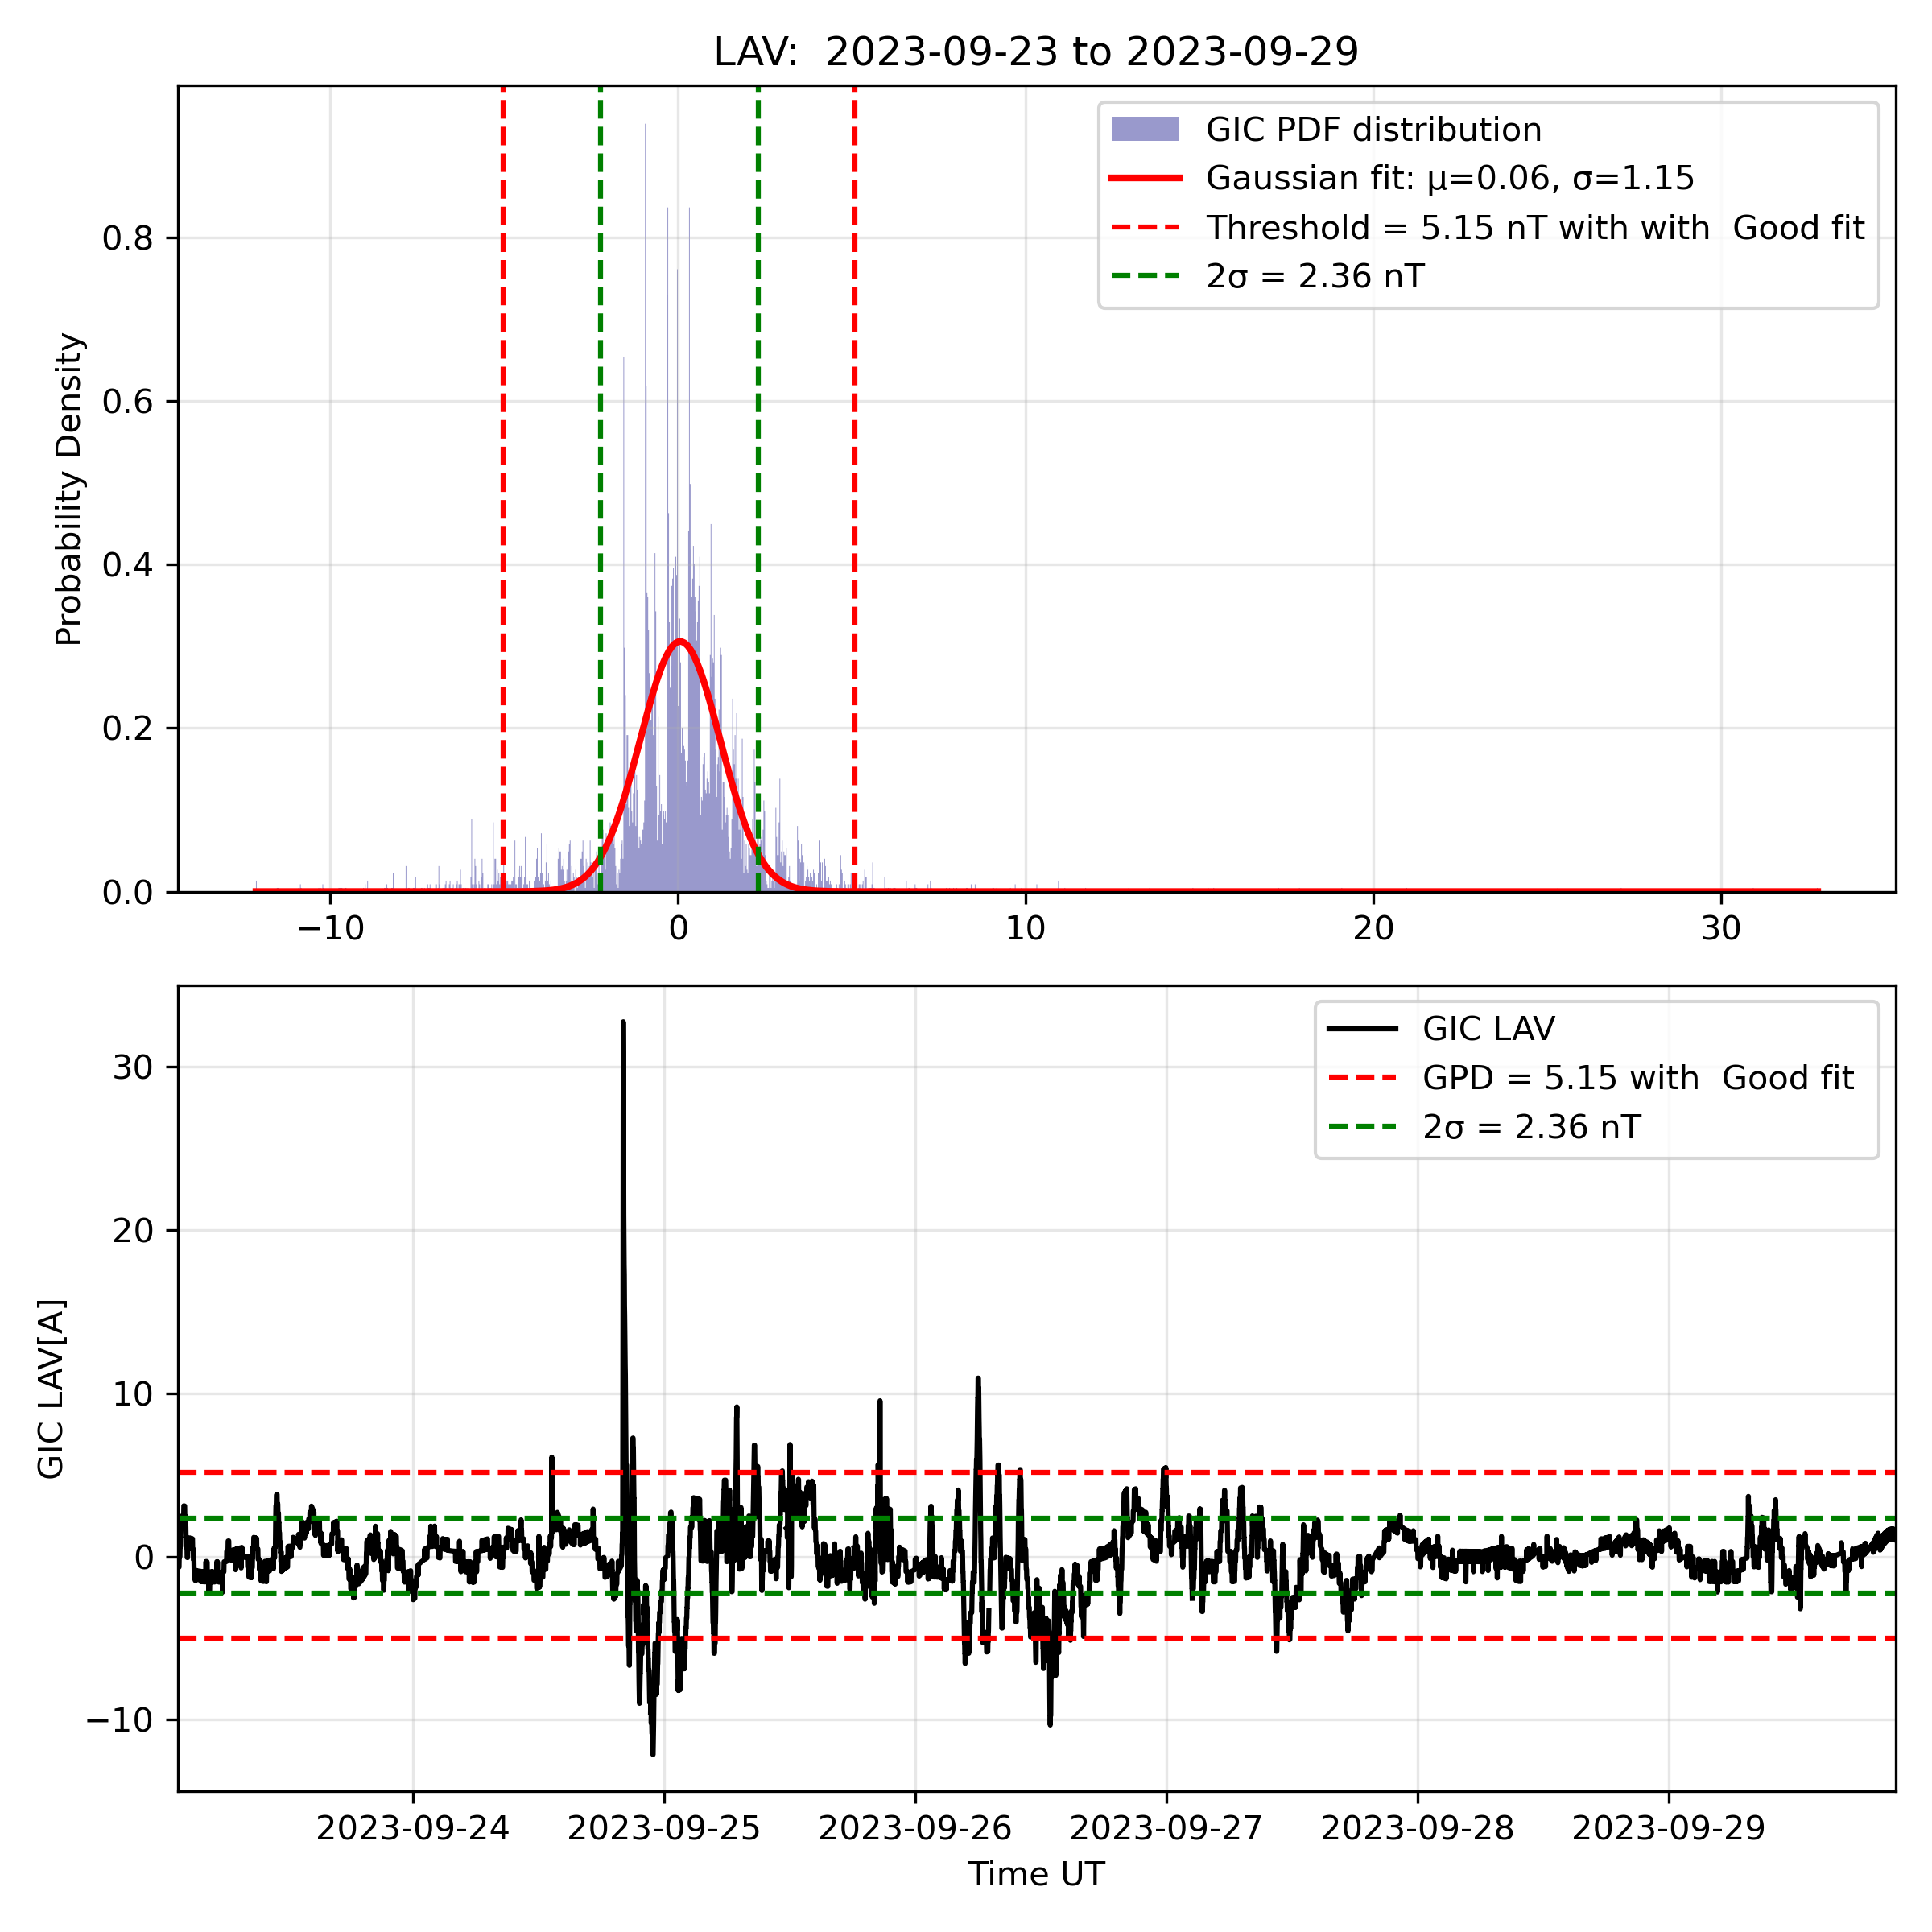 LAV:  2023-09-23 to 2023-09-29
GIC PDF distribution
Gaussian fit: μ=0.06, σ=1.15
Threshold = 5.15 nT with with  Good fit
2σ = 2.36 nT
Probability Density
0.8
0.6
0.4
0.2
0.0
−10
0
10
20
30
GIC LAV
GPD = 5.15 with  Good fit
2σ = 2.36 nT
GIC LAV[A]
30
20
10
0
−10
2023-09-24
2023-09-25
2023-09-26
2023-09-27
2023-09-28
2023-09-29
Time UT